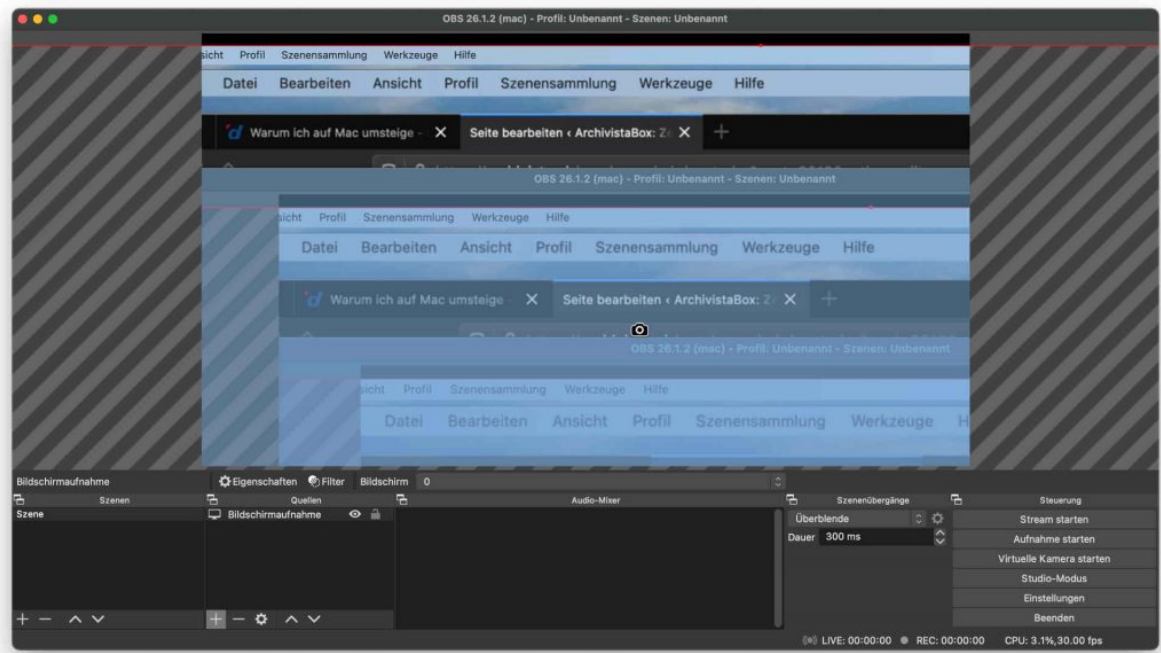 OBS 26.1.2 (mac) - Profil: Unbenannt - Szenen: Unbenannt
sicht Profil Szenensammlung Werkzeuge Hilfe
Datei Bearbeiten Ansicht Profil Szenensammlung Werkzeuge Hilfe
Warum ich auf Mac umsteige - Seite bearbeiten ‹ ArchivistaBox:
OBS 26.1.2 (mac) - Profil: Unbenannt - Szenen: Unbenannt
sicht Profil Szenensammlung Werkzeuge Hilfe
Datei Bearbeiten Ansicht Profil Szenensammlung Werkzeuge Hilfe
Warum ich auf Mac umsteige - Seite bearbeiten ‹ ArchivistaBox:
OBS 26.1.2 (mac) - Profil: Unbenannt - Szenen: Unbenannt
sicht Profil Szenensammlung Werkzeuge Hilfe
Datei Bearbeiten Ansicht Profil Szenensammlung Werkzeuge H
Bildschirmaufnahme Eigenschaften Filter Bildschirm 0
Szenen Quellen Audio-Mixer Szenenübergänge Steuerung
Szene Bildschirmaufnahme Überblende Stream starten
Dauer 300 ms Aufnahme starten
Virtuelle Kamera starten
Studio-Modus
Einstellungen
Beenden
LIVE: 00:00:00 REC: 00:00:00 CPU: 3.1%,30.00 fps